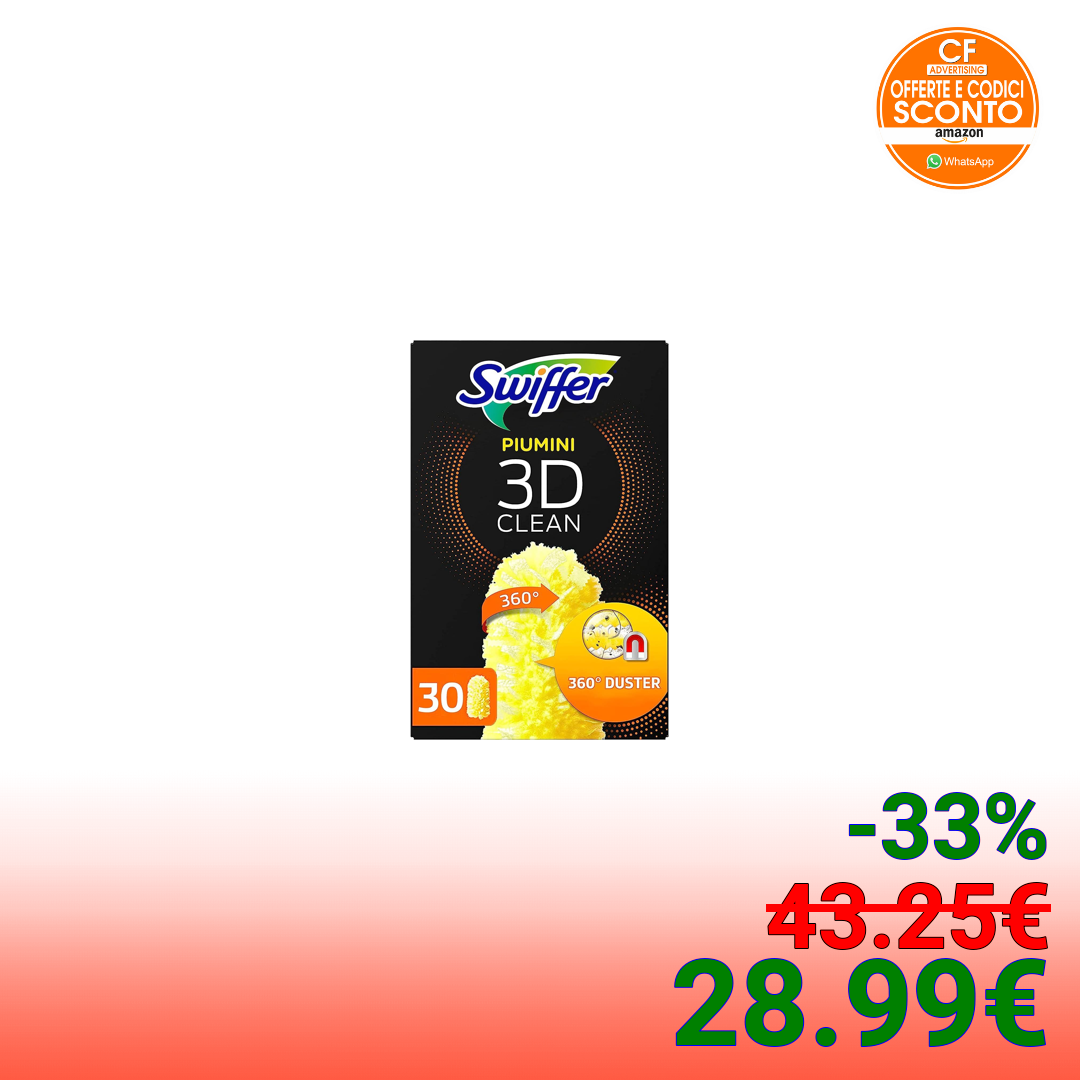 CF
ADVERTISING
OFFERTE E CODICI
SCONTO
amazon
WhatsApp
Swiffer
PIUMINI
3D
CLEAN
360°
360° DUSTER
30
-33%
43.25€
28.99€